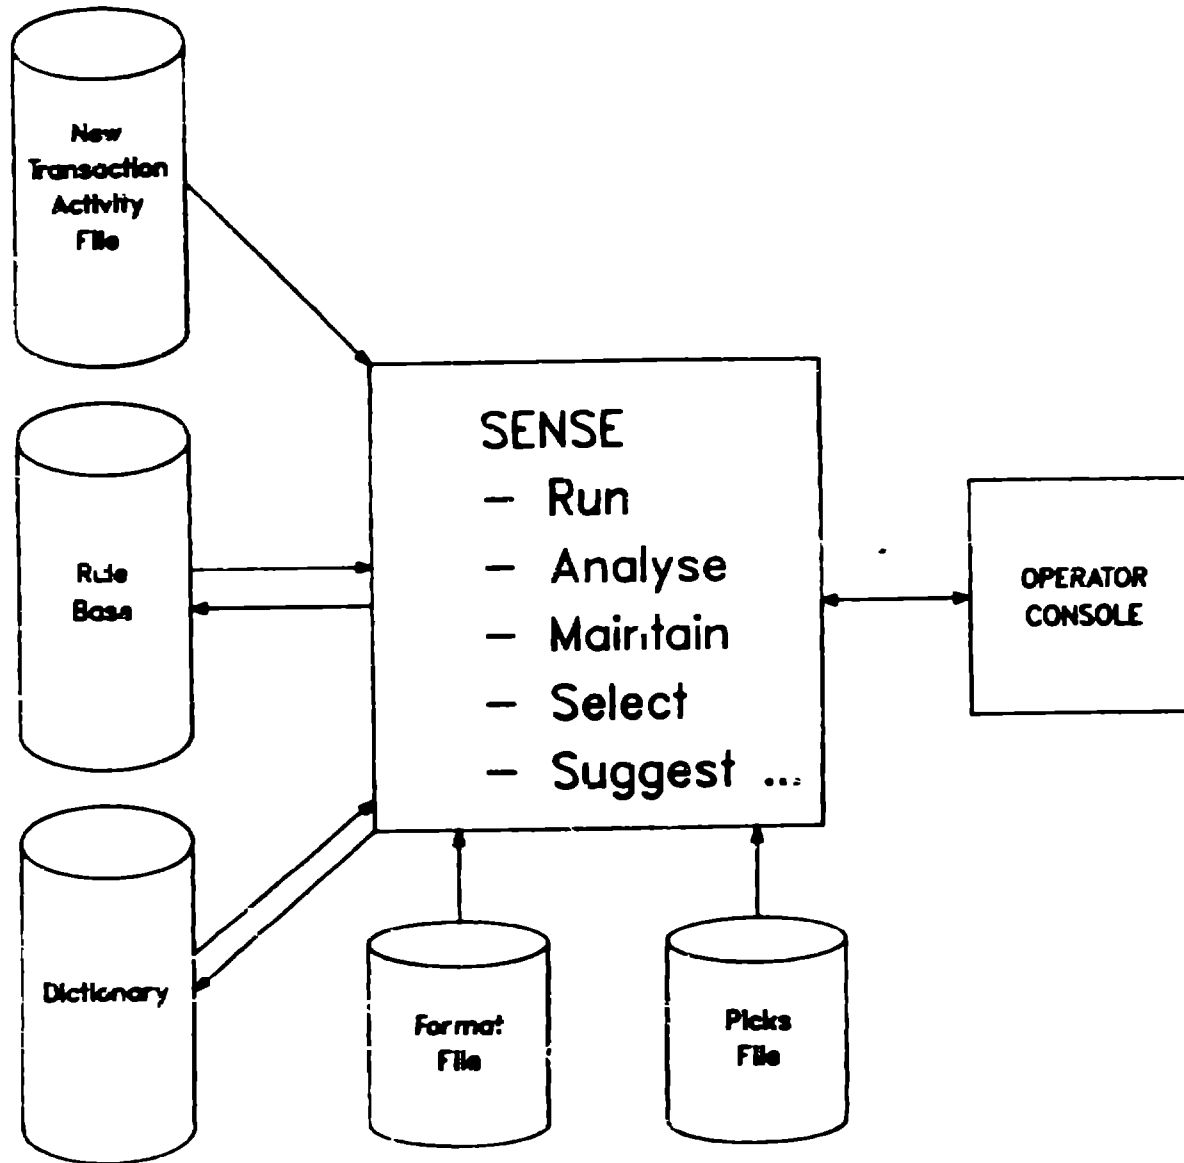 New
Transaction
Activity
File
SENSE
- Run
- Analyse
- Maintain
- Select
- Suggest ...
Rule
Base
OPERATOR
CONSOLE
Dictionary
Format
File
Picks
File